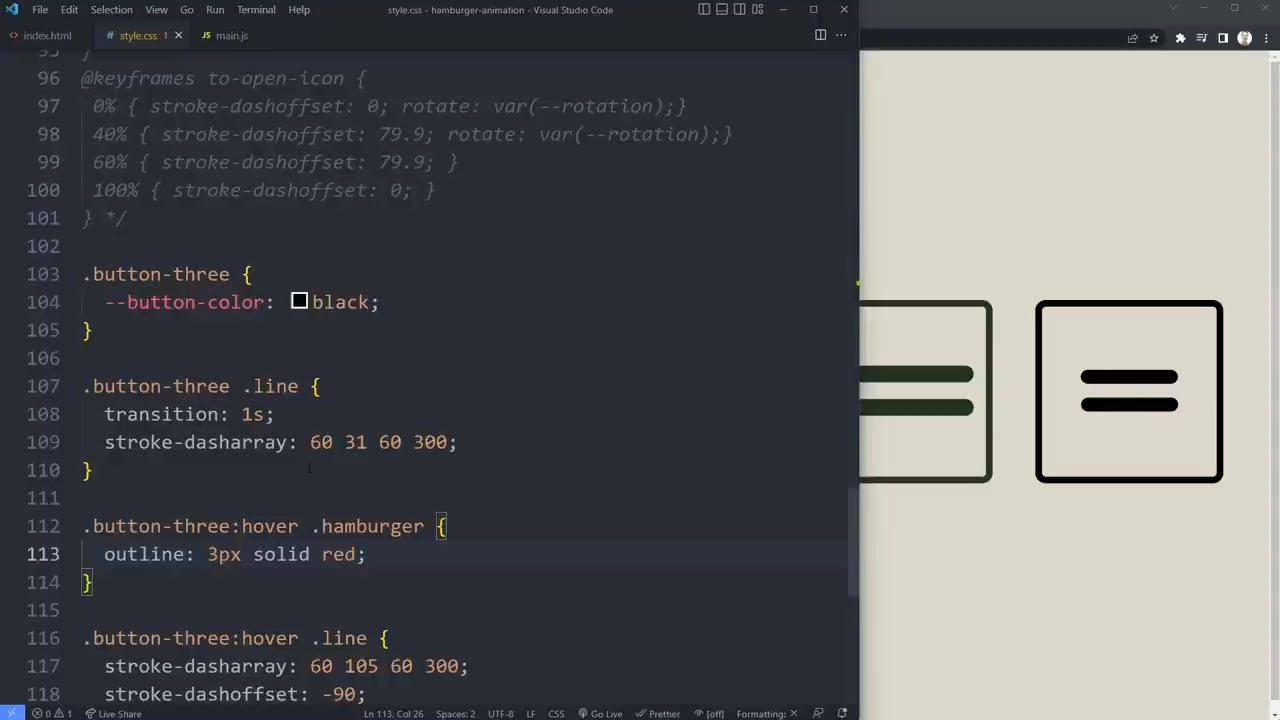 File Edit Selection View Go Run Terminal Help style.css - hamburger-animation - Visual Studio Code
index.html # style.css 1 JS main.js
95 }
96 @keyframes to-open-icon {
97 0% { stroke-dashoffset: 0; rotate: var(--rotation);}
98 40% { stroke-dashoffset: 79.9; rotate: var(--rotation);}
99 60% { stroke-dashoffset: 79.9; }
100 100% { stroke-dashoffset: 0; }
101 } */
102
103 .button-three {
104 --button-color: black;
105 }
106
107 .button-three .line {
108 transition: 1s;
109 stroke-dasharray: 60 31 60 300;
110 }
111
112 .button-three:hover .hamburger {
113 outline: 3px solid red;
114 }
115
116 .button-three:hover .line {
117 stroke-dasharray: 60 105 60 300;
118 stroke-dashoffset: -90;
0 1 Live Share Ln 113, Col 26 Spaces: 2 UTF-8 LF CSS Go Live Prettier [off] Formatting: ×